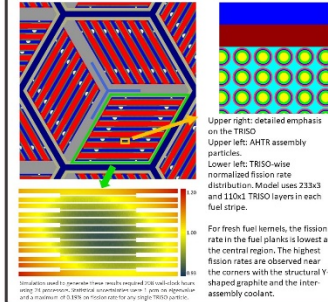 Upper right: detailed emphasis
on the TRISO
Upper left: AHTR assembly
particles.
Lower left: TRISO-wise
normalized fission rate
distribution. Model uses 233x3
and 110x1 TRISO layers in each
fuel stripe.
For fresh fuel kernels, the fission
rate in the fuel planks is lowest a
the central region. The highest
fission rates are observed near
the corners with the structural Y-
shaped graphite and the inter-
assembly coolant.
1.20
1.00
Simulation used to generate these results required 208 wall-clock hours
using 24 processors. Statistical uncertainties were 1 pcm on eigenvalue
and a maximum of 0.19% on fission rate for any single TRISO particle.